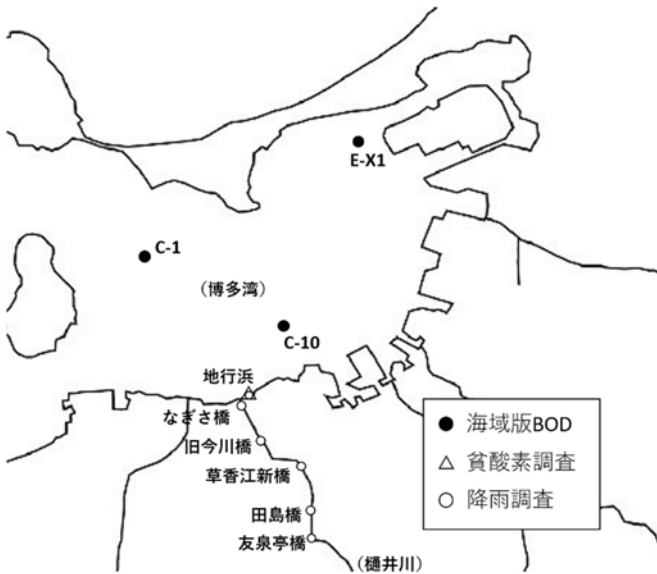 E-X1
C-1
（博多湾）
C-10
地行浜
なぎさ橋
旧今川橋
草香江新橋
田島橋
友泉亭橋
（樋井川）
海域版BOD
貧酸素調査
降雨調査